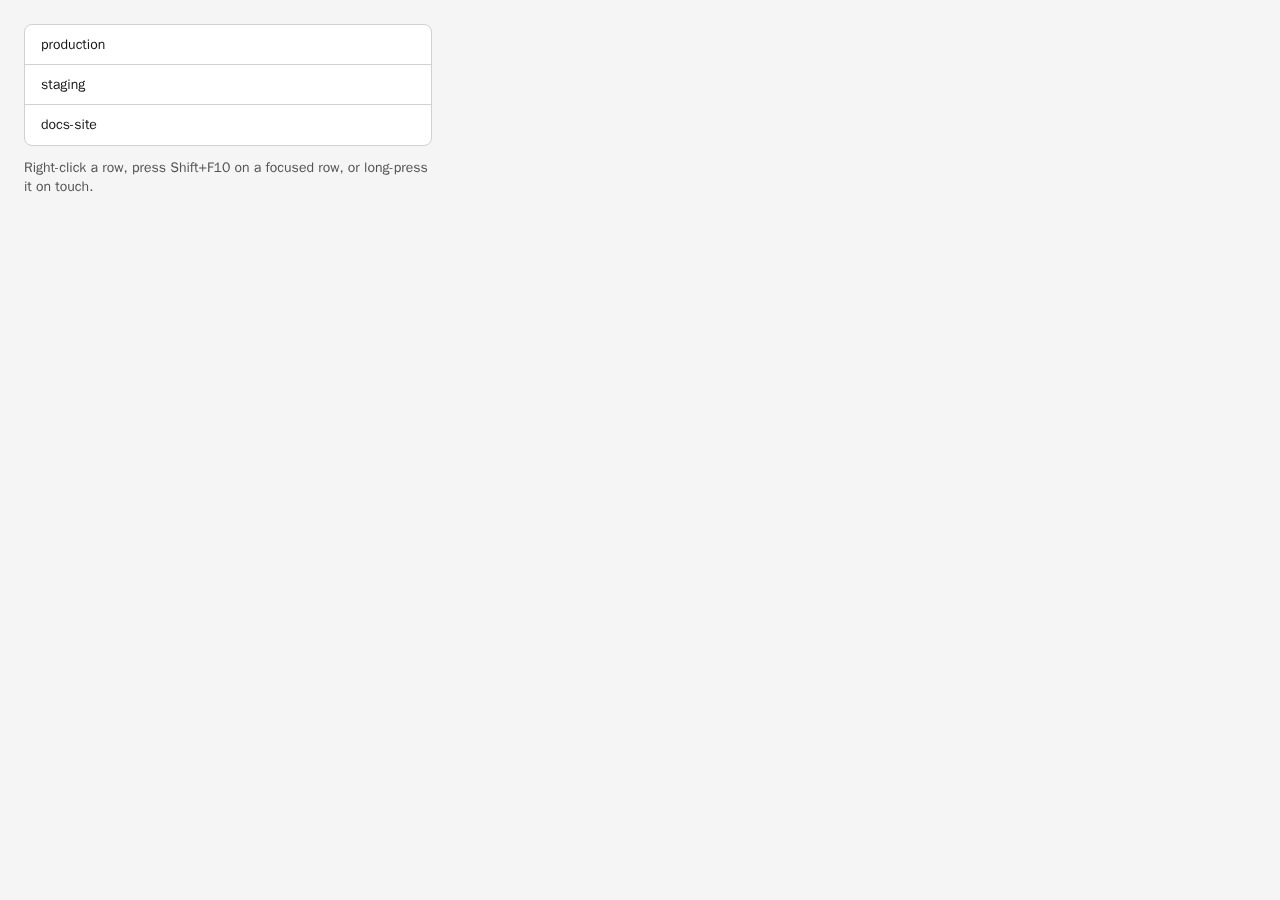 production
staging
docs-site
Right-click a row, press Shift+F10 on a focused row, or long-press
it on touch.